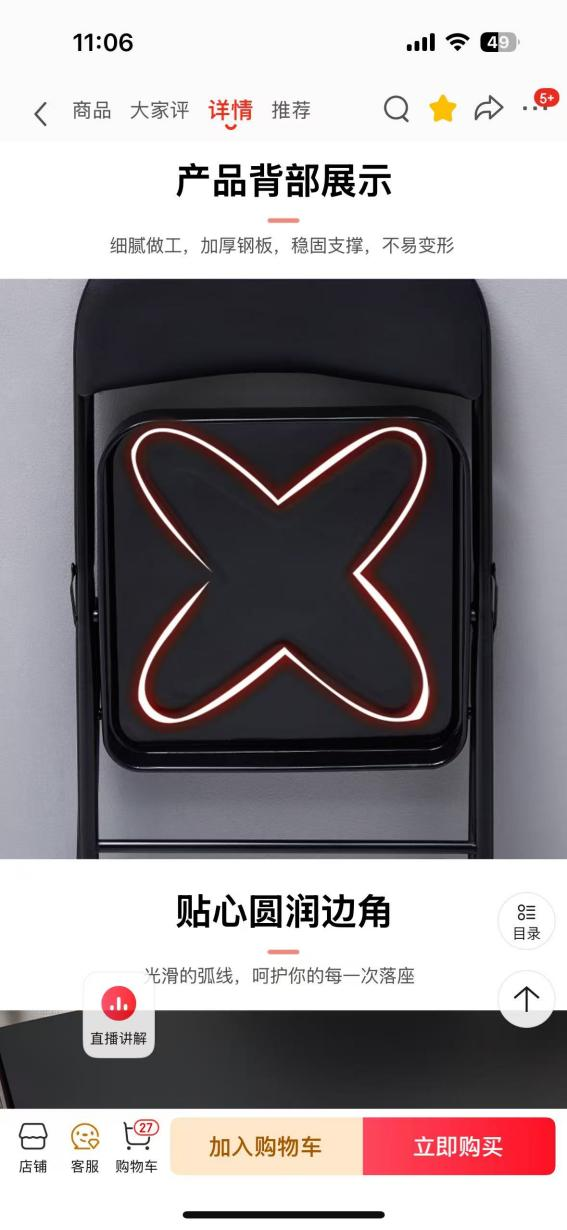 11:06
49
商品 大家评 详情 推荐
5+
产品背部展示
细腻做工，加厚钢板，稳固支撑，不易变形
贴心圆润边角
目录
光滑的弧线，呵护你的每一次落座
直播讲解
27
店铺 客服 购物车 加入购物车 立即购买